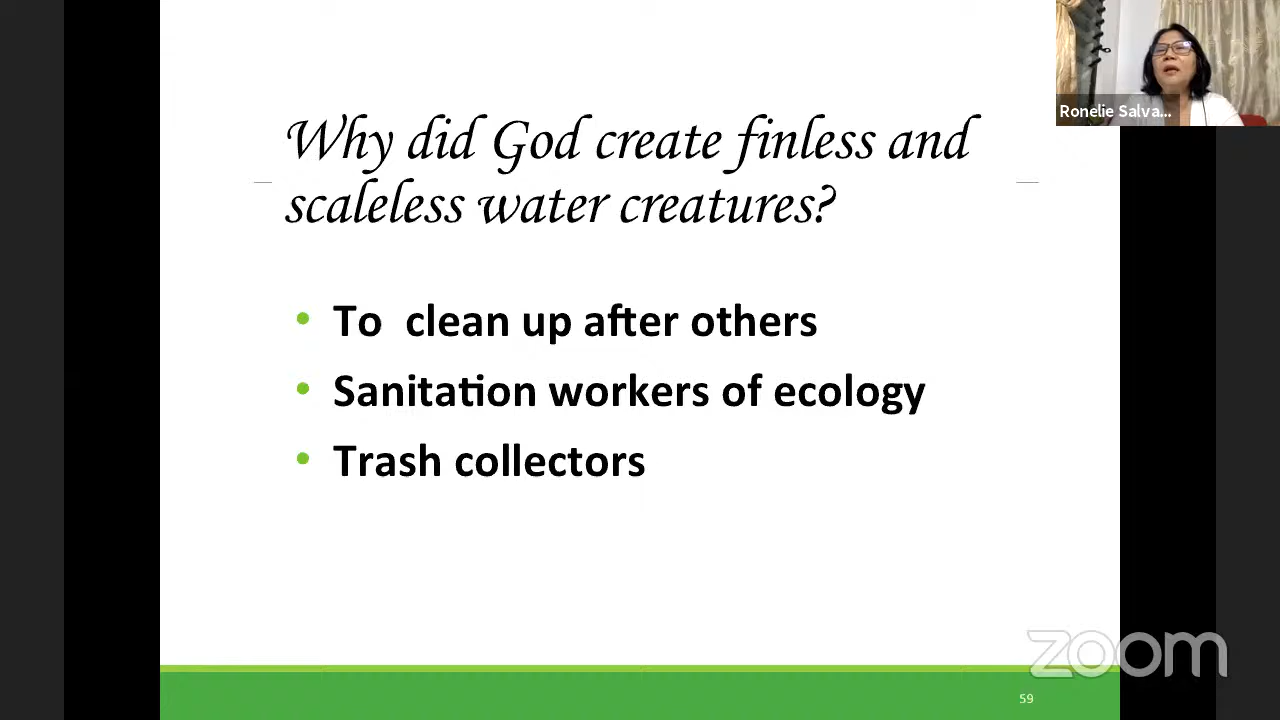 Ronelie Salva...
Why did God create finless and
scaleless water creatures?
• To clean up after others
• Sanitation workers of ecology
• Trash collectors
zoom
59